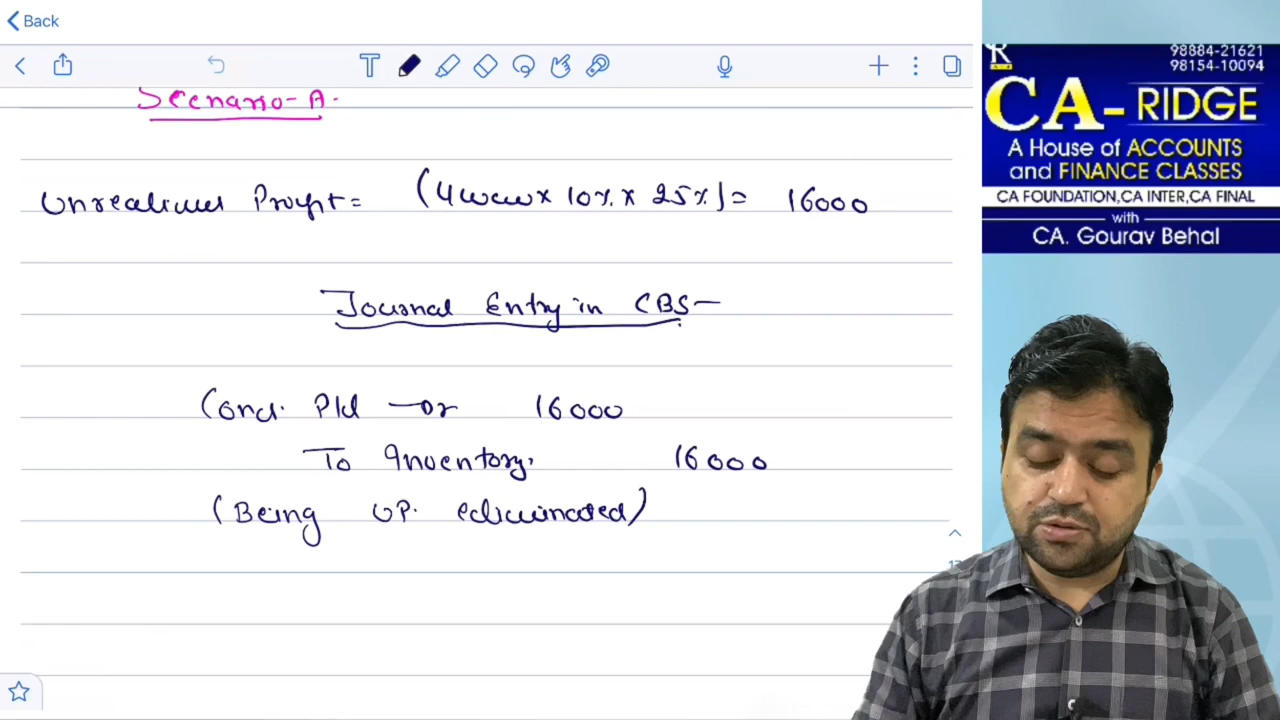 Back
Scenario-A.
Unrealised Profit = (400000 x 10% x 25%) = 16000
Journal Entry in CBS-
Cond. P/d -Dr 16000
To Inventory. 16000
(Being UP. eliminated)
98884-21621
98154-10094
CA-RIDGE
A House of ACCOUNTS
and FINANCE CLASSES
CA FOUNDATION,CA INTER,CA FINAL
with
CA. Gourav Behal